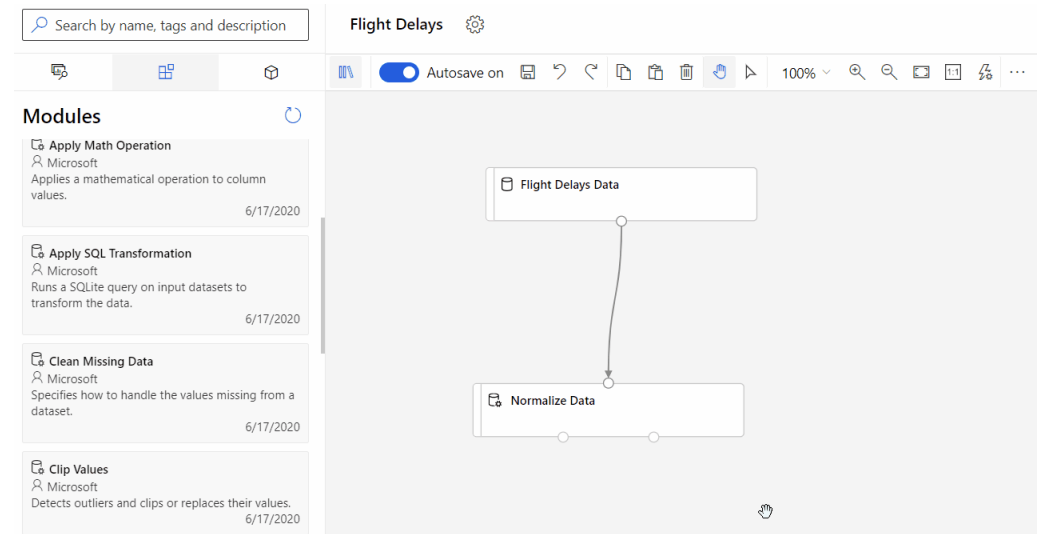 Search by name, tags and description
Flight Delays
Autosave on
100%
1:1
Modules
Apply Math Operation
Microsoft
Applies a mathematical operation to column
values.
6/17/2020
Apply SQL Transformation
Microsoft
Runs a SQLite query on input datasets to
transform the data.
6/17/2020
Clean Missing Data
Microsoft
Specifies how to handle the values missing from a
dataset.
6/17/2020
Clip Values
Microsoft
Detects outliers and clips or replaces their values.
6/17/2020
Flight Delays Data
Normalize Data